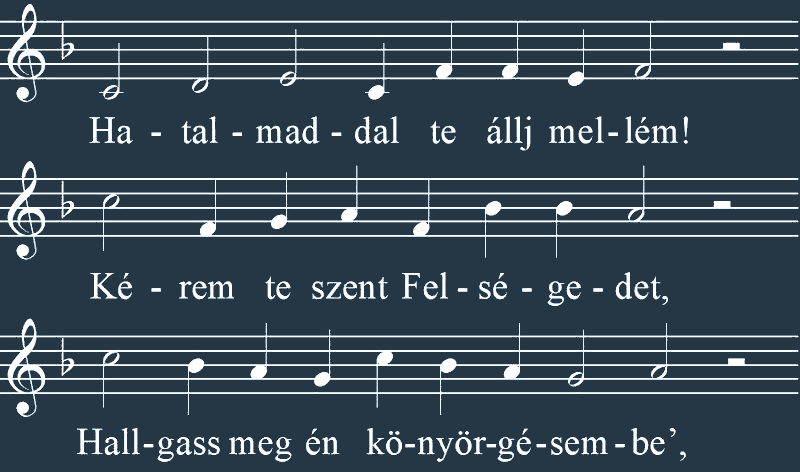 Ha - tal - mad - dal te állj mel - lém!
Ké - rem te szent Fel - sé - ge - det,
Hall - gass meg én kö - nyör - gé - sem - be’,